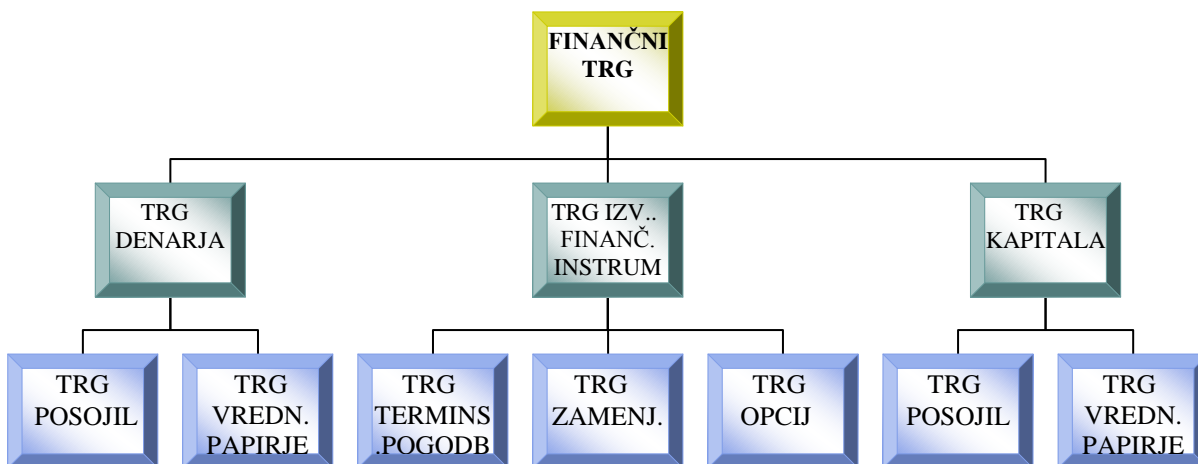 FINANČNI
TRG
TRG
DENARJA
TRG IZV..
FINANČ.
INSTRUM
TRG
KAPITALA
TRG
POSOJIL
TRG
VREDN.
PAPIRJE
TRG
TERMINS
.POGODB
TRG
ZAMENJ.
TRG
OPCIJ
TRG
POSOJIL
TRG
VREDN.
PAPIRJE